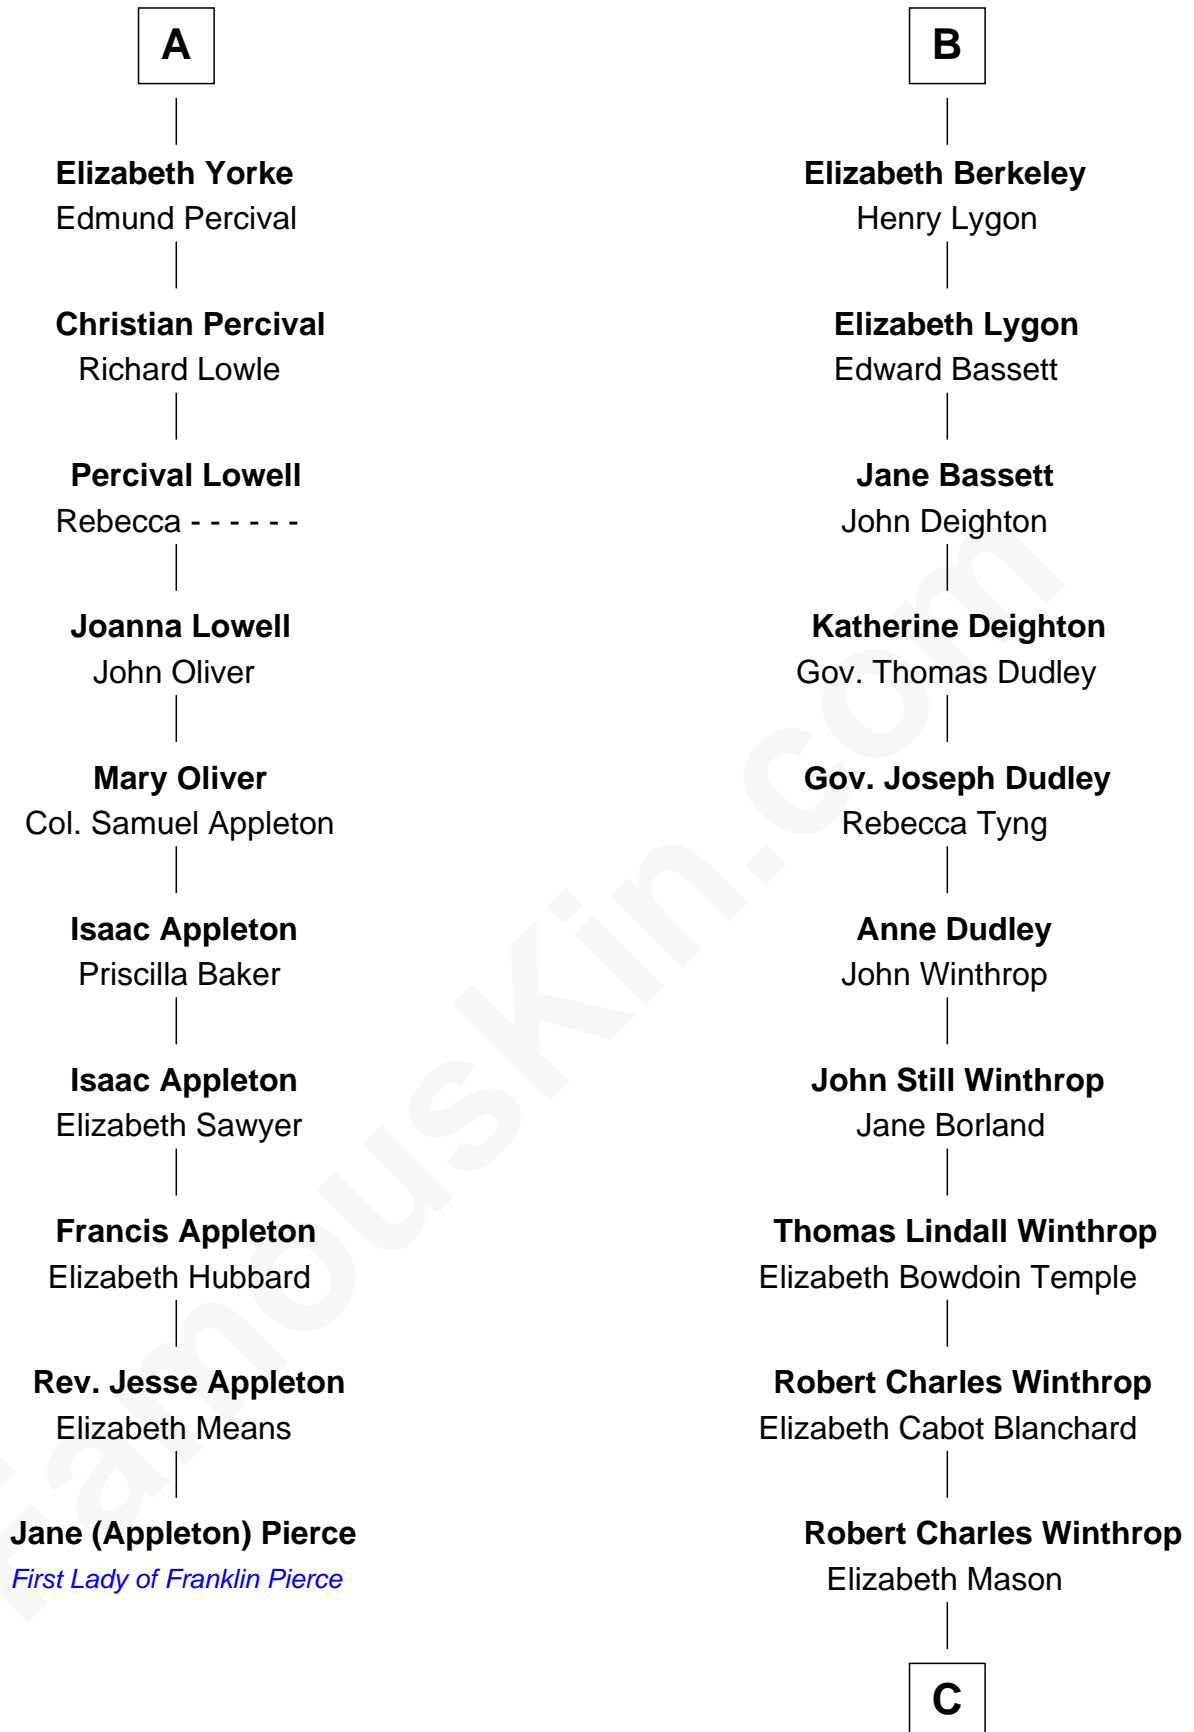 A
Elizabeth Yorke
Edmund Percival
Christian Percival
Richard Lowle
Percival Lowell
Rebecca - - - - - -
Joanna Lowell
John Oliver
Mary Oliver
Col. Samuel Appleton
Isaac Appleton
Priscilla Baker
Isaac Appleton
Elizabeth Sawyer
Francis Appleton
Elizabeth Hubbard
Rev. Jesse Appleton
Elizabeth Means
Jane (Appleton) Pierce
First Lady of Franklin Pierce
B
Elizabeth Berkeley
Henry Lygon
Elizabeth Lygon
Edward Bassett
Jane Bassett
John Deighton
Katherine Deighton
Gov. Thomas Dudley
Gov. Joseph Dudley
Rebecca Tyng
Anne Dudley
John Winthrop
John Still Winthrop
Jane Borland
Thomas Lindall Winthrop
Elizabeth Bowdoin Temple
Robert Charles Winthrop
Elizabeth Cabot Blanchard
Robert Charles Winthrop
Elizabeth Mason
C
FamousKin.com